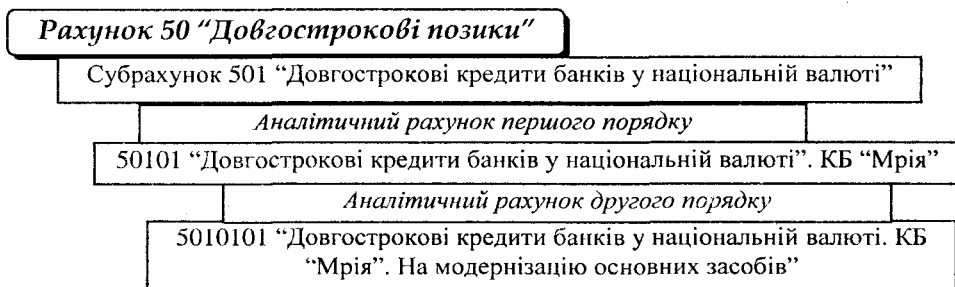 Рахунок 50 “Довгострокові позики”
Субрахунок 501 “Довгострокові кредити банків у національній валюті”
Аналітичний рахунок першого порядку
50101 “Довгострокові кредити банків у національній валюті”. КБ “Мрія”
Аналітичний рахунок другого порядку
5010101 “Довгострокові кредити банків у національній валюті. КБ
“Мрія”. На модернізацію основних засобів”